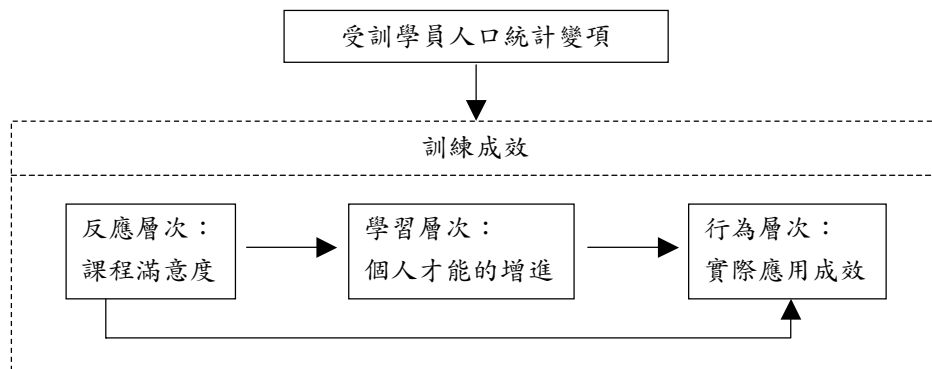 受訓學員人口統計變項
訓練成效
反應層次：
課程滿意度
學習層次：
個人才能的增進
行為層次：
實際應用成效